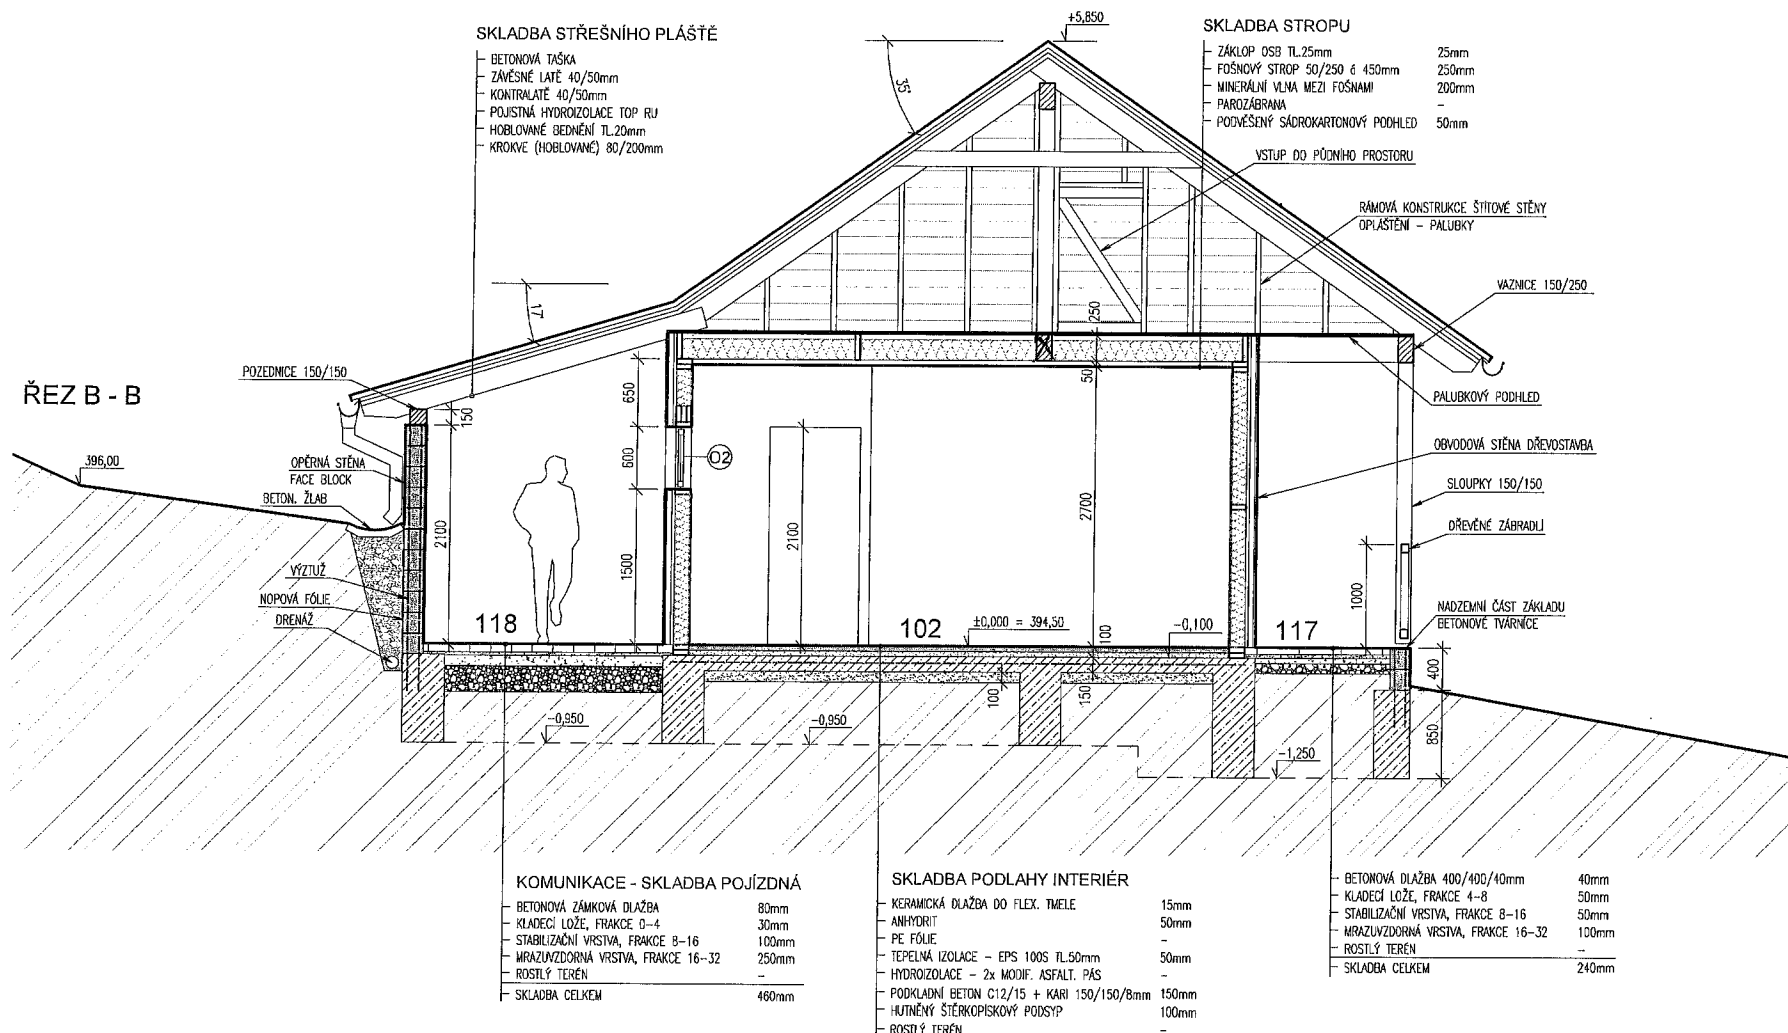 SKLADBA STŘEŠNÍHO PLÁŠTĚ
BETONOVÁ TAŠKA
ZÁVĚSNÉ LATĚ 40/50mm
KONTRALATĚ 40/50mm
POJISTNÁ HYDROIZOLACE TOP RU
HOBLOVANÉ BEDNĚNÍ TL.20mm
KROKVE (HOBLOVANÉ) 80/200mm
+5,850
35°
17°
SKLADBA STROPU
ZÁKLOP OSB TL.25mm 25mm
FOŠNOVÝ STROP 50/250 á 450mm 250mm
MINERÁLNÍ VLNA MEZI FOŠNAMI 200mm
PAROZÁBRANA -
PODVĚŠENÝ SÁDROKARTONOVÝ PODHLED 50mm
VSTUP DO PŮDNÍHO PROSTORU
RÁMOVÁ KONSTRUKCE ŠTÍTOVÉ STĚNY
OPLÁŠTĚNÍ - PALUBKY
VAZNICE 150/250
PALUBKOVÝ PODHLED
OBVODOVÁ STĚNA DŘEVOSTAVBA
SLOUPKY 150/150
DŘEVĚNÉ ZÁBRADLÍ
NADZEMNÍ ČÁST ZÁKLADU
BETONOVÉ TVÁRNICE
ŘEZ B - B
POZEDNICE 150/150
396,00
OPĚRNÁ STĚNA
FACE BLOCK
BETON. ŽLAB
VÝZTUŽ
NOPOVÁ FÓLIE
DRENÁŽ
150
2100
650
600
1500
O2
2100
250
50
2700
100
1000
400
850
118
102
±0,000 = 394,50
-0,100
117
100
150
-0,950
-0,950
-1,250
KOMUNIKACE - SKLADBA POJÍZDNÁ
BETONOVÁ ZÁMKOVÁ DLAŽBA 80mm
KLADECÍ LOŽE, FRAKCE 0-4 30mm
STABILIZAČNÍ VRSTVA, FRAKCE 8-16 100mm
MRAZUVZDORNÁ VRSTVA, FRAKCE 16-32 250mm
ROSTLÝ TERÉN -
SKLADBA CELKEM 460mm
SKLADBA PODLAHY INTERIÉR
KERAMICKÁ DLAŽBA DO FLEX. TMELE 15mm
ANHYDRIT 50mm
PE FÓLIE -
TEPELNÁ IZOLACE - EPS 100S TL.50mm 50mm
HYDROIZOLACE - 2x MODIF. ASFALT. PÁS -
PODKLADNÍ BETON C12/15 + KARI 150/150/8mm 150mm
HUTNĚNÝ ŠTĚRKOPÍSKOVÝ PODSYP 100mm
ROSTLÝ TERÉN -
BETONOVÁ DLAŽBA 400/400/40mm 40mm
KLADECÍ LOŽE, FRAKCE 4-8 50mm
STABILIZAČNÍ VRSTVA, FRAKCE 8-16 50mm
MRAZUVZDORNÁ VRSTVA, FRAKCE 16-32 100mm
ROSTLÝ TERÉN -
SKLADBA CELKEM 240mm